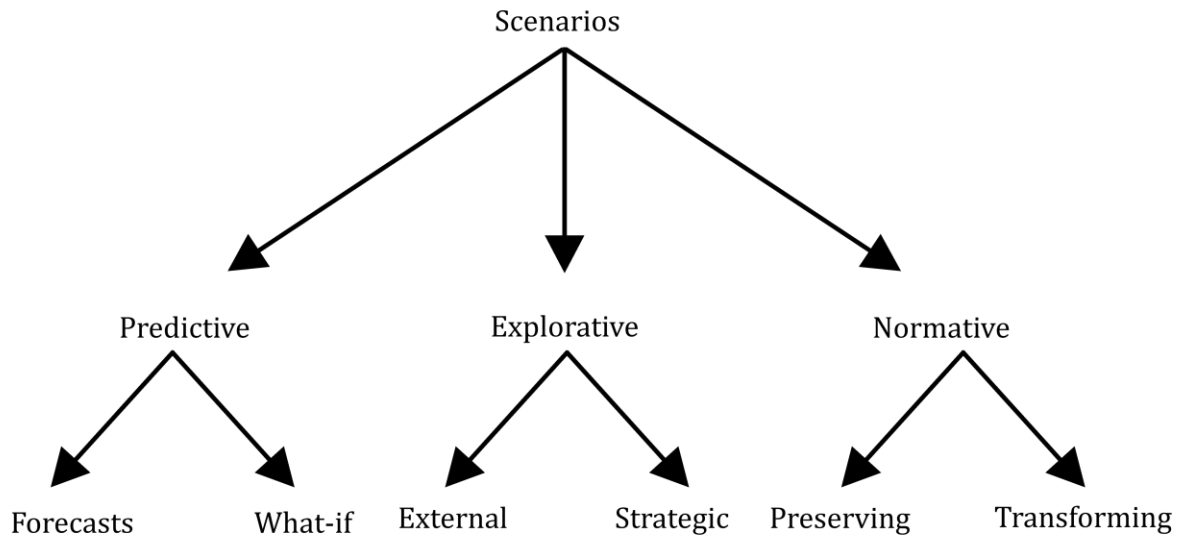 Scenarios
Predictive Explorative Normative
Forecasts What-if External Strategic Preserving Transforming